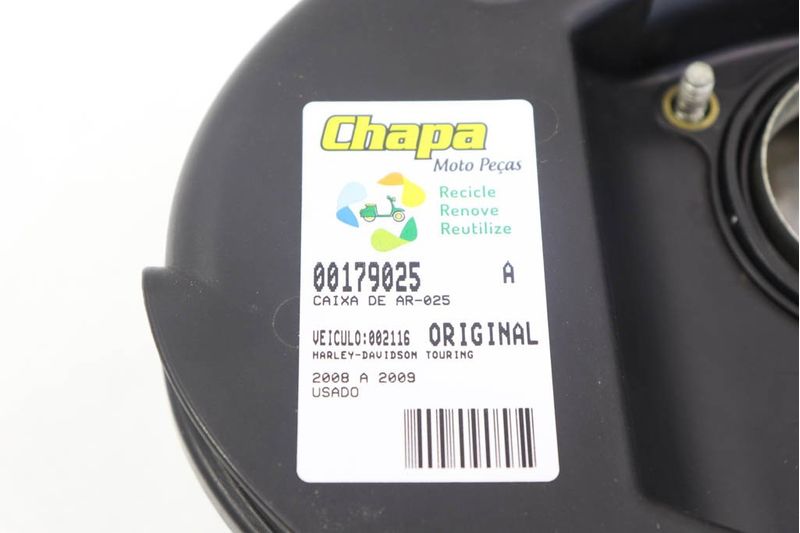 Chapa
Moto Peças
Recicle
Renove
Reutilize
00179025 A
CAIXA DE AR-025
VEICULO:002116 ORIGINAL
HARLEY-DAVIDSON TOURING
2008 A 2009
USADO